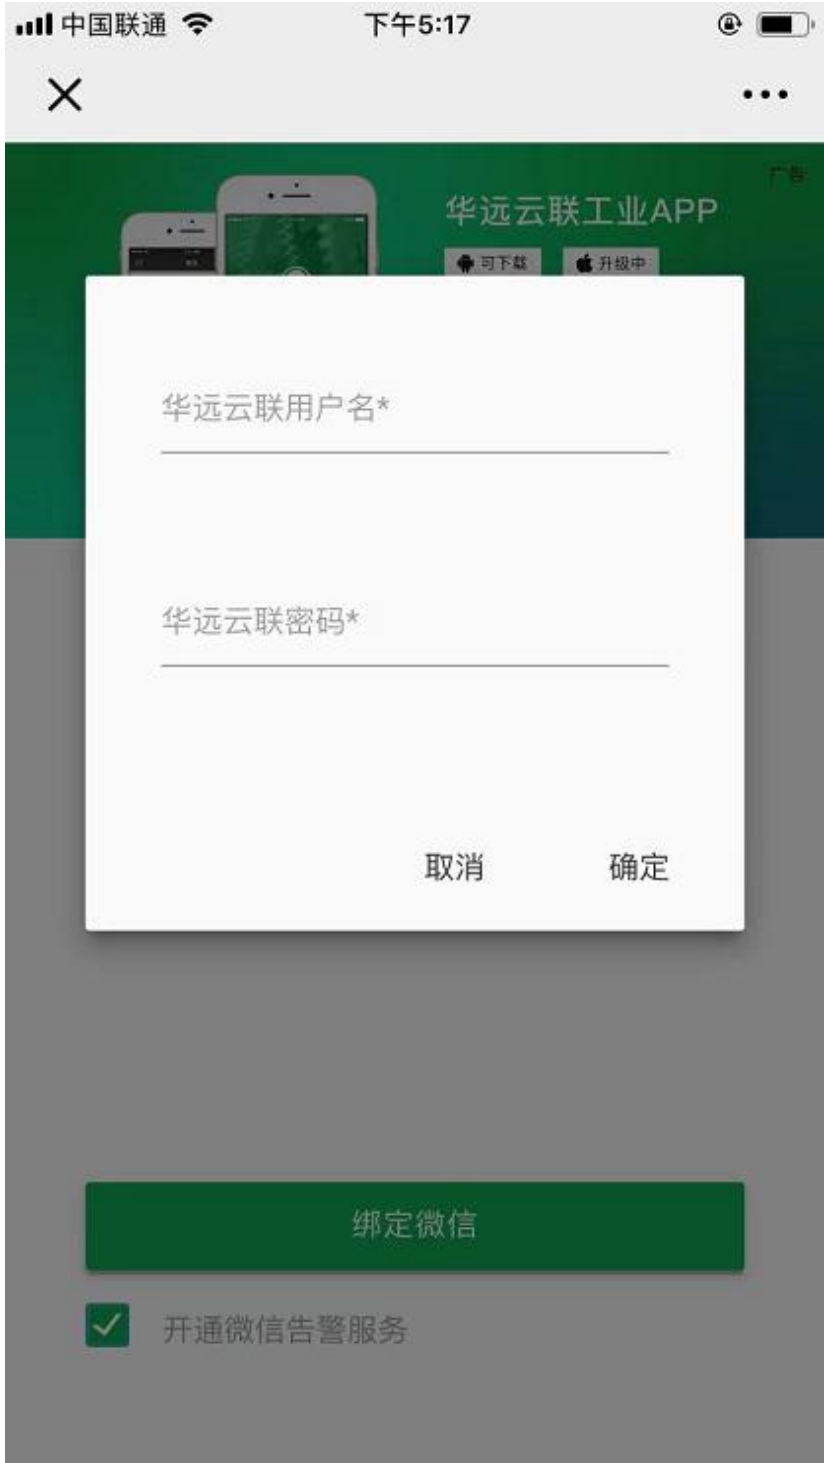 中国联通 下午5:17
广告
华远云联工业APP
可下载 升级中
华远云联用户名*
华远云联密码*
取消 确定
绑定微信
开通微信告警服务